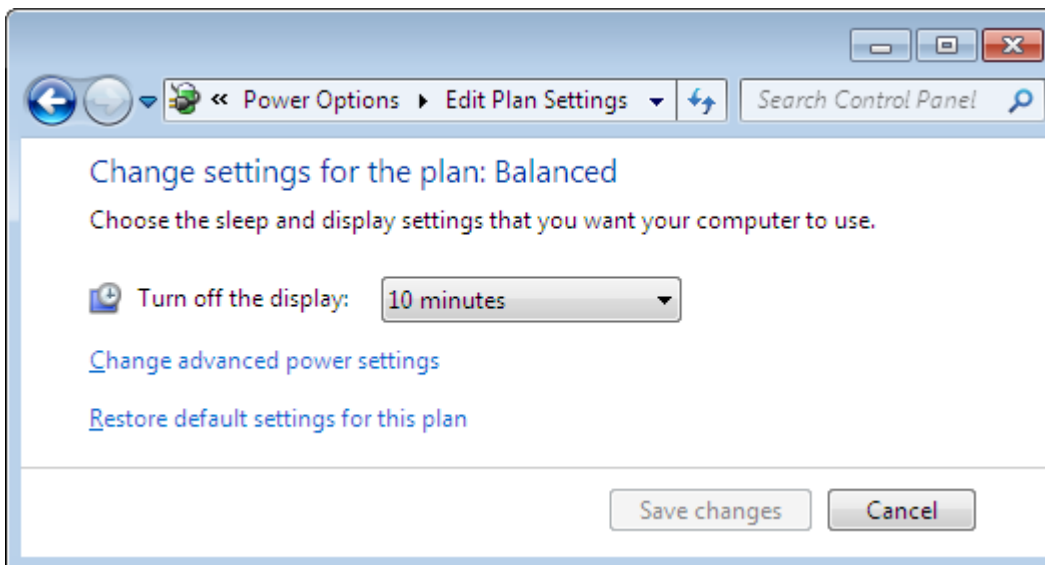 « Power Options ▸ Edit Plan Settings
Search Control Panel
Change settings for the plan: Balanced
Choose the sleep and display settings that you want your computer to use.
Turn off the display: 10 minutes
Change advanced power settings
Restore default settings for this plan
Save changes Cancel